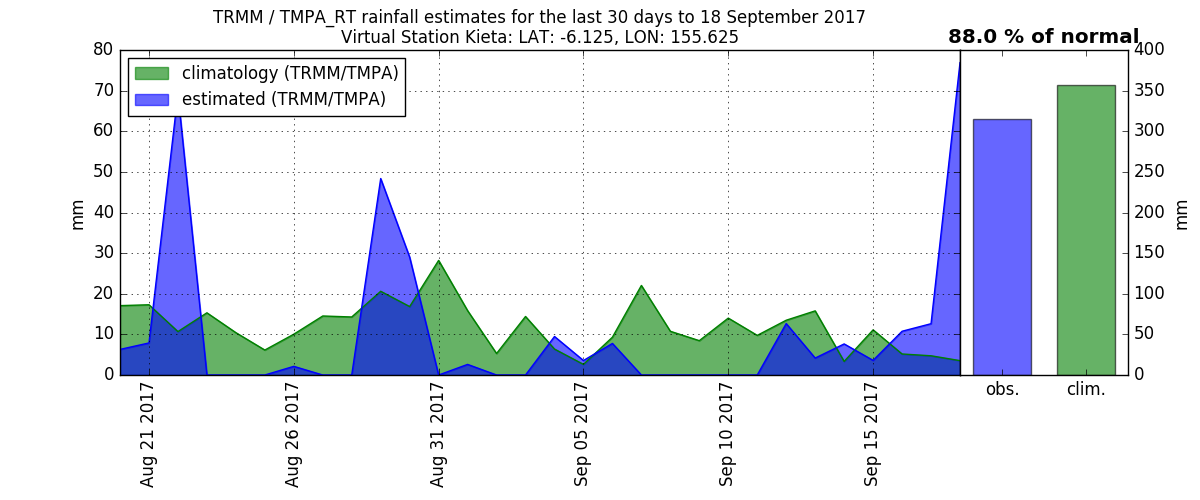 TRMM / TMPA_RT rainfall estimates for the last 30 days to 18 September 2017
Virtual Station Kieta: LAT: -6.125, LON: 155.625
88.0 % of normal
climatology (TRMM/TMPA)
estimated (TRMM/TMPA)
80
70
60
50
40
30
20
10
0
mm
Aug 21 2017
Aug 26 2017
Aug 31 2017
Sep 05 2017
Sep 10 2017
Sep 15 2017
obs.
clim.
400
350
300
250
200
150
100
50
0
mm